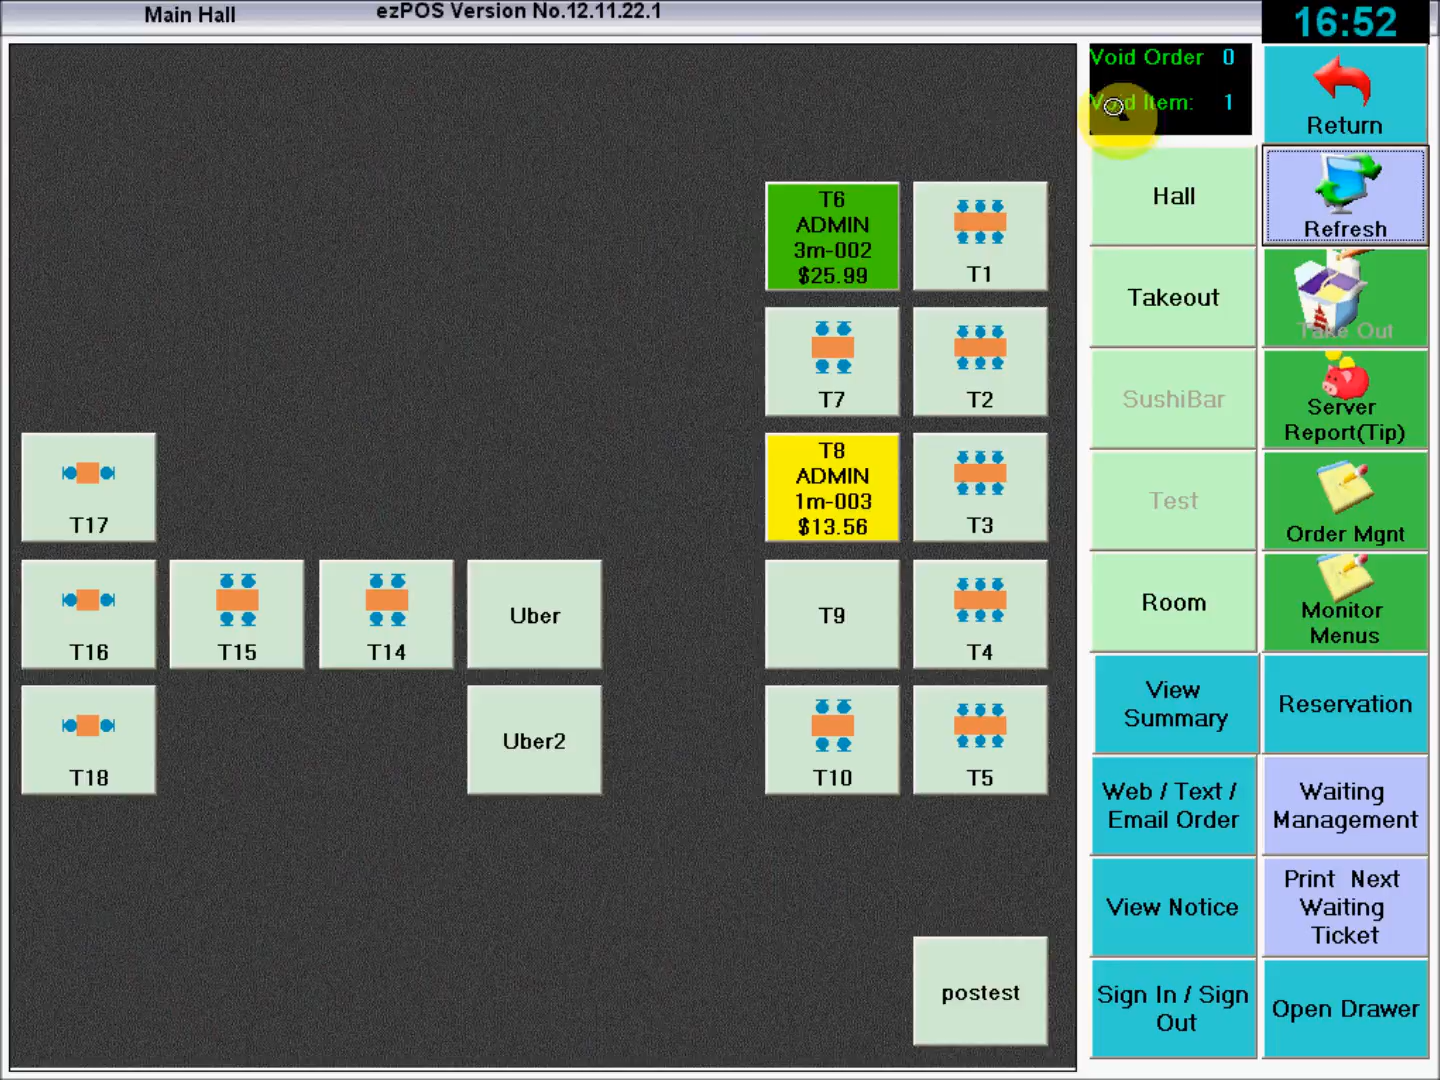 Main Hall
ezPOS Version No.12.11.22.1
16:52
Void Order 0
Void Item: 1
Return
Hall
Refresh
Takeout
Take Out
SushiBar
Server
Report(Tip)
Test
Order Mgnt
Room
Monitor
Menus
View
Summary
Reservation
Web / Text /
Email Order
Waiting
Management
View Notice
Print Next
Waiting
Ticket
Sign In / Sign
Out
Open Drawer
T6
ADMIN
3m-002
$25.99
T1
T7
T2
T8
ADMIN
1m-003
$13.56
T3
T17
T16
T15
T14
Uber
T9
T4
T18
Uber2
T10
T5
postest